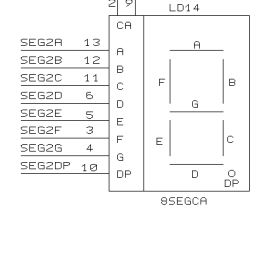 2 9 LD14
CA
SEG2A 13 A A
SEG2B 12 B
SEG2C 11 C F B
SEG2D 6 D G
SEG2E 5 E
SEG2F 3 F E C
SEG2G 4 G
SEG2DP 10 DP D O
DP
8SEGCA